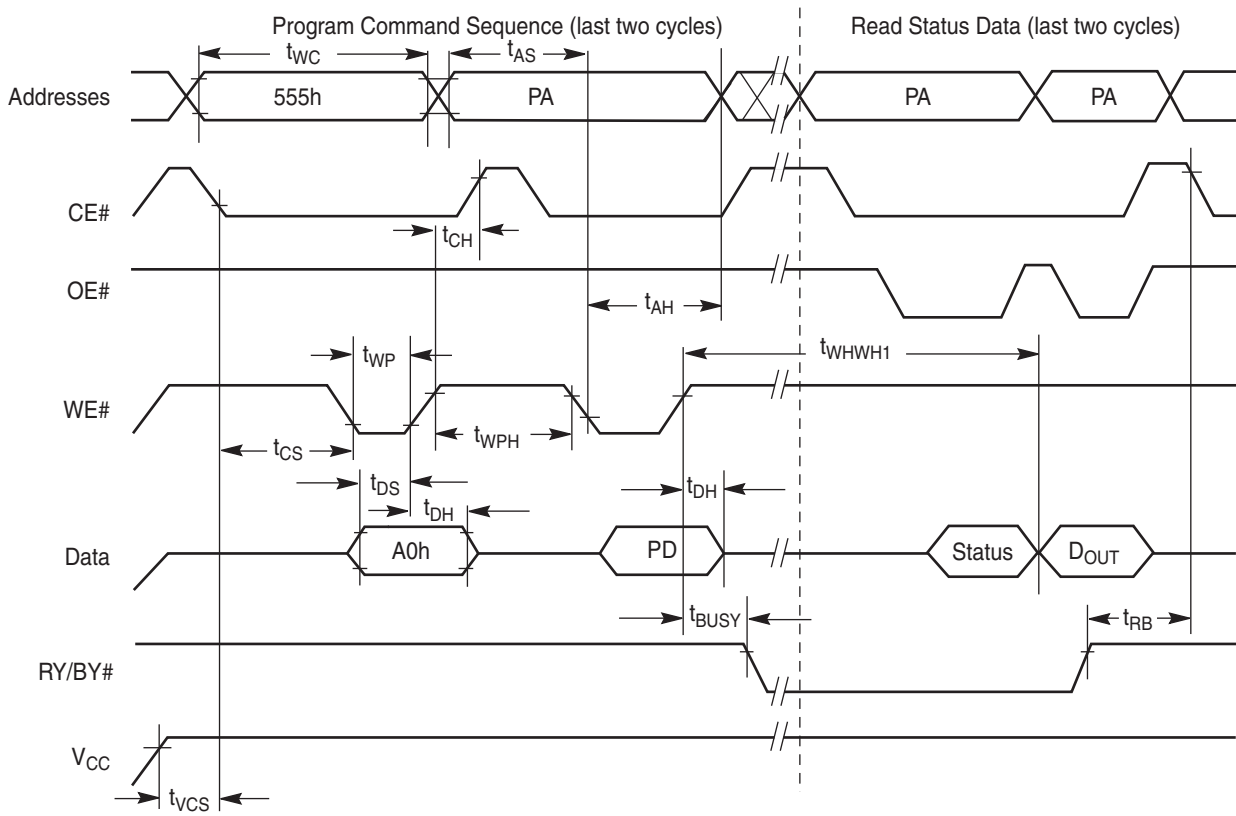 Program Command Sequence (last two cycles) Read Status Data (last two cycles)
tWC tAS
Addresses 555h PA PA PA
CE#
tCH
OE#
tAH
tWP tWHWH1
WE#
tCS tWPH
tDS tDH
tDH
Data A0h PD Status DOUT
tBUSY tRB
RY/BY#
VCC
tVCS